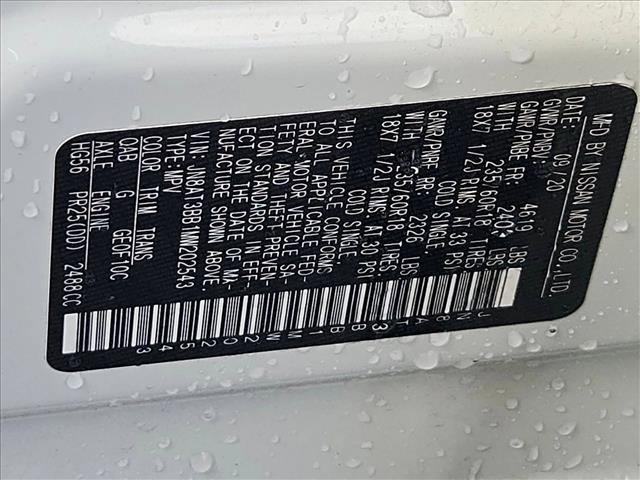 MFD BY NISSAN MOTOR CO.,LTD.
DATE: 03/20
GVWR/PNBV: 4619 LBS
GAWR/PNBE FR: LBS
WITH 235/60R18 TIRES
18X7 1/2J RIMS AT 33 PSI
COLD SINGLE
GAWR/PNBE RR: 2326 LBS
WITH 235/60R18 TIRES
18X7 1/2J RIMS AT 30 PSI
COLD SINGLE
THIS VEHICLE CONFORMS
TO ALL APPLICABLE FED-
ERAL MOTOR VEHICLE SA-
FETY AND THEFT PREVEN-
TION STANDARDS IN EFF-
ECT ON THE DATE OF MA-
NUFACTURE SHOWN ABOVE.
VIN: JN8AT3BB1MW202543
TYPE: MPV
COLOR TRIM TRANS
QAB G GE0F10C
AXLE ENGINE
HG56 PR25(DD) 2488CC
JN8AT3BB1MW202543